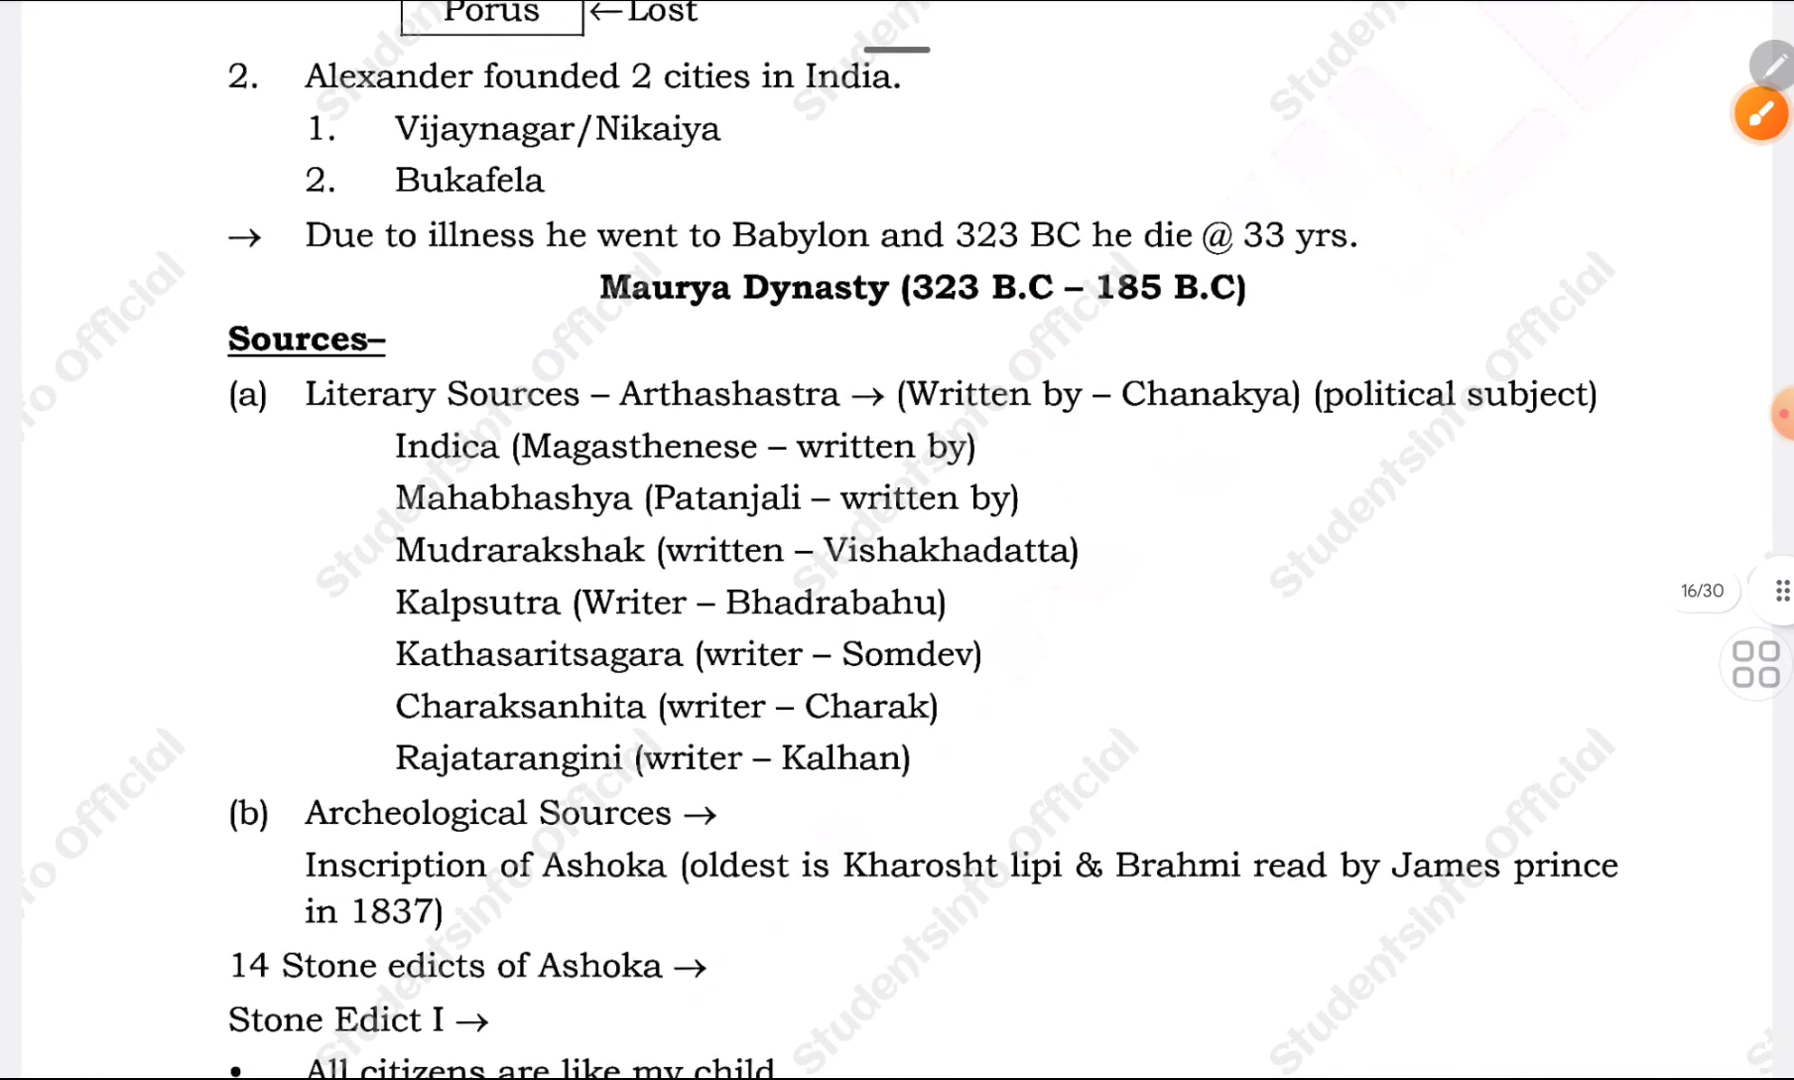 Porus ←Lost
2. Alexander founded 2 cities in India.
1. Vijaynagar/Nikaiya
2. Bukafela
→ Due to illness he went to Babylon and 323 BC he die @ 33 yrs.
Maurya Dynasty (323 B.C – 185 B.C)
Sources–
(a) Literary Sources – Arthashastra → (Written by – Chanakya) (political subject)
Indica (Magasthenese – written by)
Mahabhashya (Patanjali – written by)
Mudrarakshak (written – Vishakhadatta)
Kalpsutra (Writer – Bhadrabahu)
16/30
Kathasaritsagara (writer – Somdev)
Charaksanhita (writer – Charak)
Rajatarangini (writer – Kalhan)
(b) Archeological Sources →
Inscription of Ashoka (oldest is Kharosht lipi & Brahmi read by James prince
in 1837)
14 Stone edicts of Ashoka →
Stone Edict I →
• All citizens are like my child
Studentsinfo Official